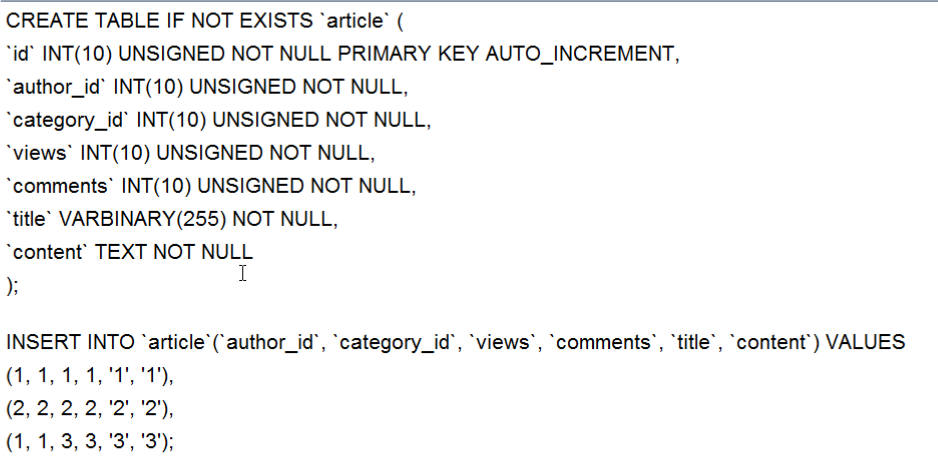 CREATE TABLE IF NOT EXISTS `article` (
`id` INT(10) UNSIGNED NOT NULL PRIMARY KEY AUTO_INCREMENT,
`author_id` INT(10) UNSIGNED NOT NULL,
`category_id` INT(10) UNSIGNED NOT NULL,
`views` INT(10) UNSIGNED NOT NULL,
`comments` INT(10) UNSIGNED NOT NULL,
`title` VARBINARY(255) NOT NULL,
`content` TEXT NOT NULL
);
INSERT INTO `article`(`author_id`, `category_id`, `views`, `comments`, `title`, `content`) VALUES
(1, 1, 1, 1, '1', '1'),
(2, 2, 2, 2, '2', '2'),
(1, 1, 3, 3, '3', '3');